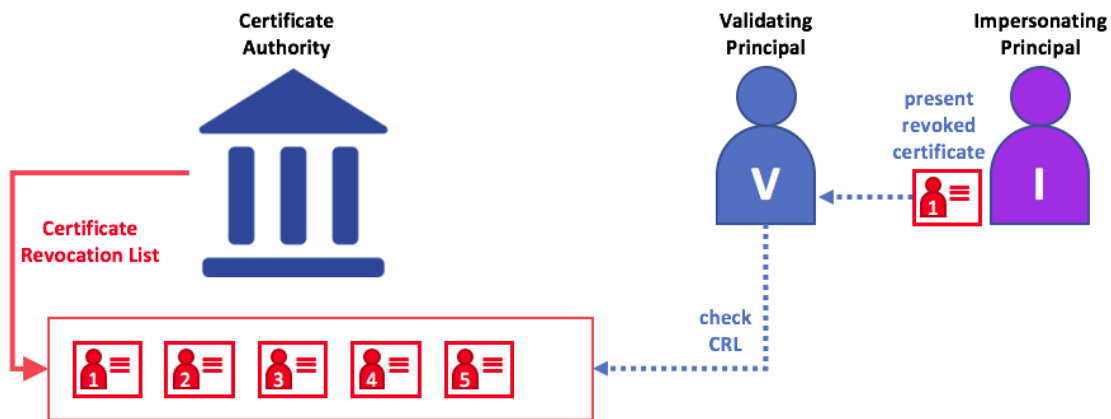 Certificate
Authority
Validating
Principal
Impersonating
Principal
present
revoked
certificate
V
1
I
Certificate
Revocation List
check
CRL
1
2
3
4
5